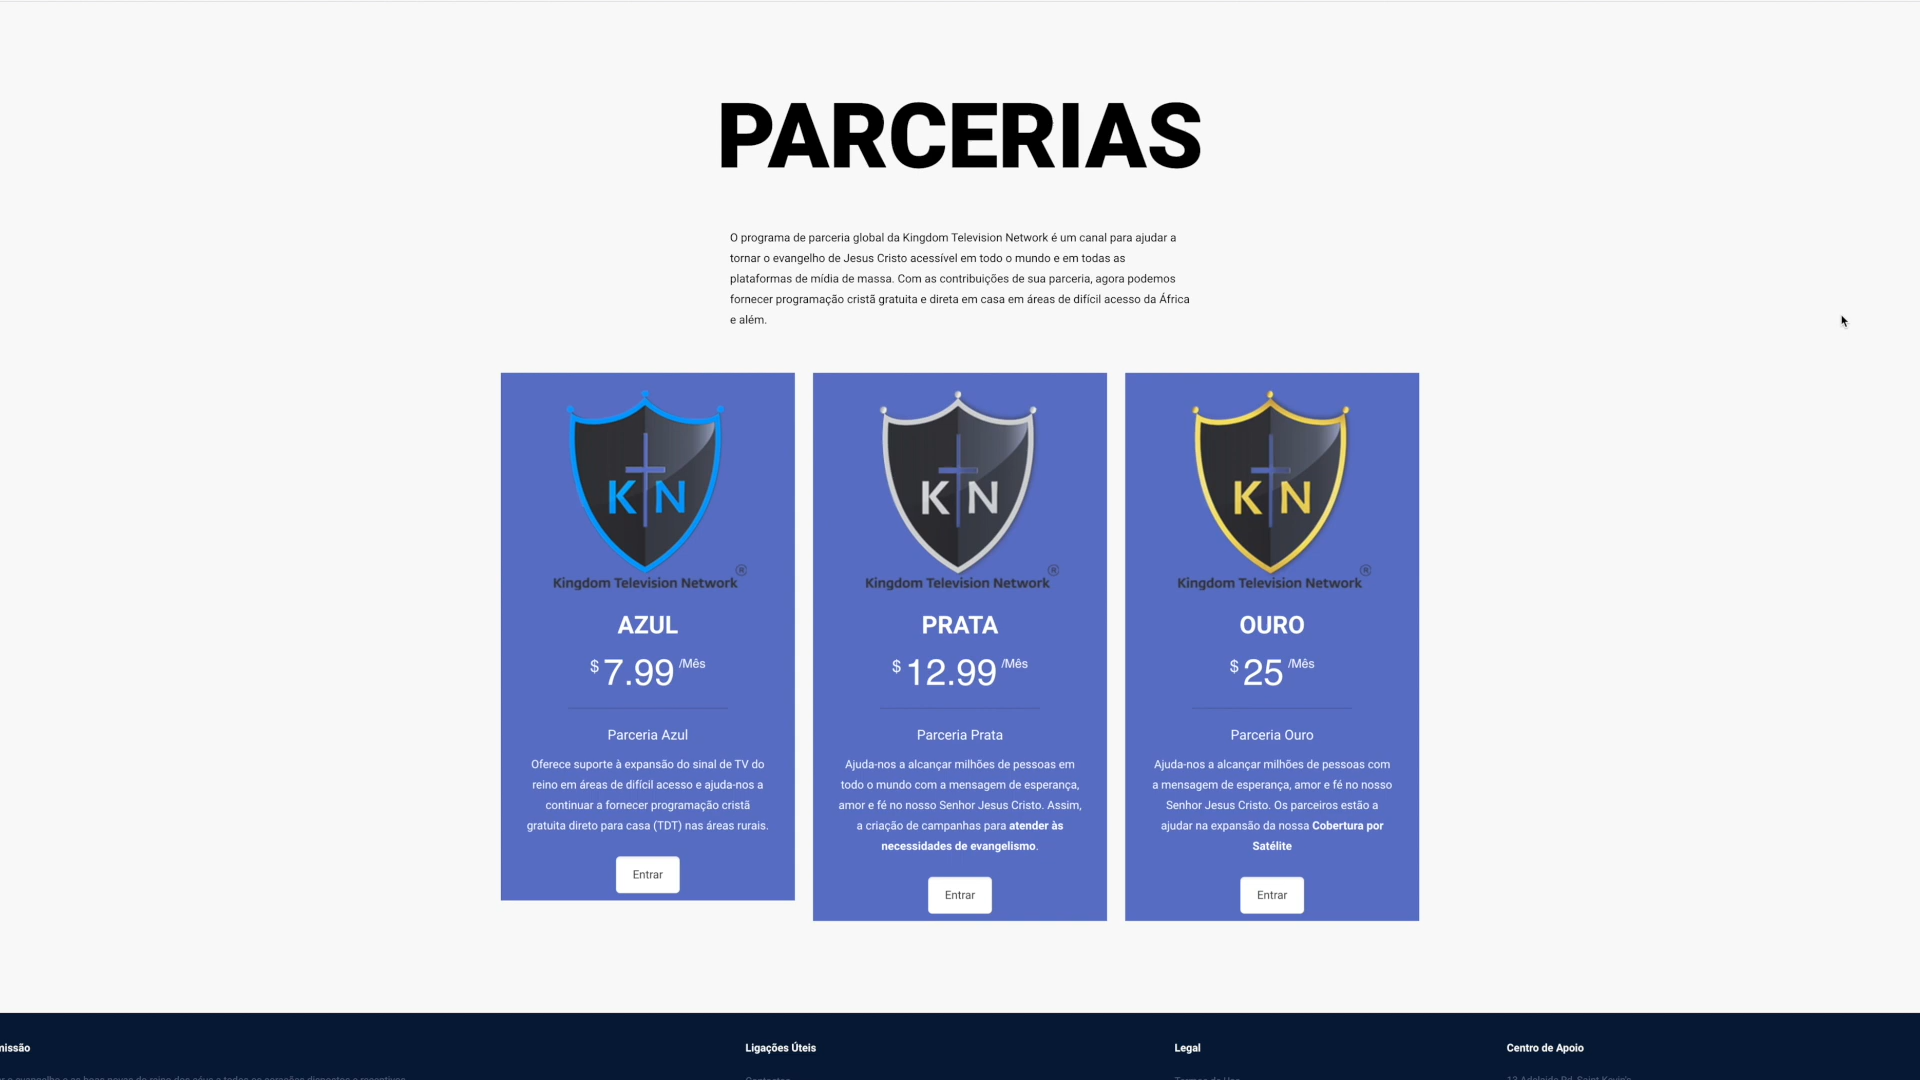 PARCERIAS
O programa de parceria global da Kingdom Television Network é um canal para ajudar a
tornar o evangelho de Jesus Cristo acessível em todo o mundo e em todas as
plataformas de mídia de massa. Com as contribuições de sua parceria, agora podemos
fornecer programação cristã gratuita e direta em casa em áreas de difícil acesso da África
e além.
K N
Kingdom Television Network®
AZUL
$ 7.99 /Mês
Parceria Azul
Oferece suporte à expansão do sinal de TV do
reino em áreas de difícil acesso e ajuda-nos a
continuar a fornecer programação cristã
gratuita direto para casa (TDT) nas áreas rurais.
Entrar
K N
Kingdom Television Network®
PRATA
$ 12.99 /Mês
Parceria Prata
Ajuda-nos a alcançar milhões de pessoas em
todo o mundo com a mensagem de esperança,
amor e fé no nosso Senhor Jesus Cristo. Assim,
a criação de campanhas para atender às
necessidades de evangelismo.
Entrar
K N
Kingdom Television Network®
OURO
$ 25 /Mês
Parceria Ouro
Ajuda-nos a alcançar milhões de pessoas com
a mensagem de esperança, amor e fé no nosso
Senhor Jesus Cristo. Os parceiros estão a
ajudar na expansão da nossa Cobertura por
Satélite
Entrar
Ligações Úteis
Legal
Centro de Apoio